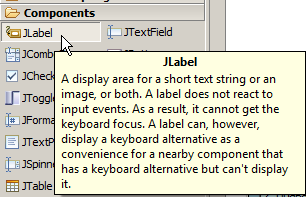 Components
JLabel
JTextField
JComb
JCheck
JToggl
JForma
JTextP
JSpinne
JTable
JLabel
A display area for a short text string or an
image, or both. A label does not react to
input events. As a result, it cannot get the
keyboard focus. A label can, however,
display a keyboard alternative as a
convenience for a nearby component that
has a keyboard alternative but can't display
it.